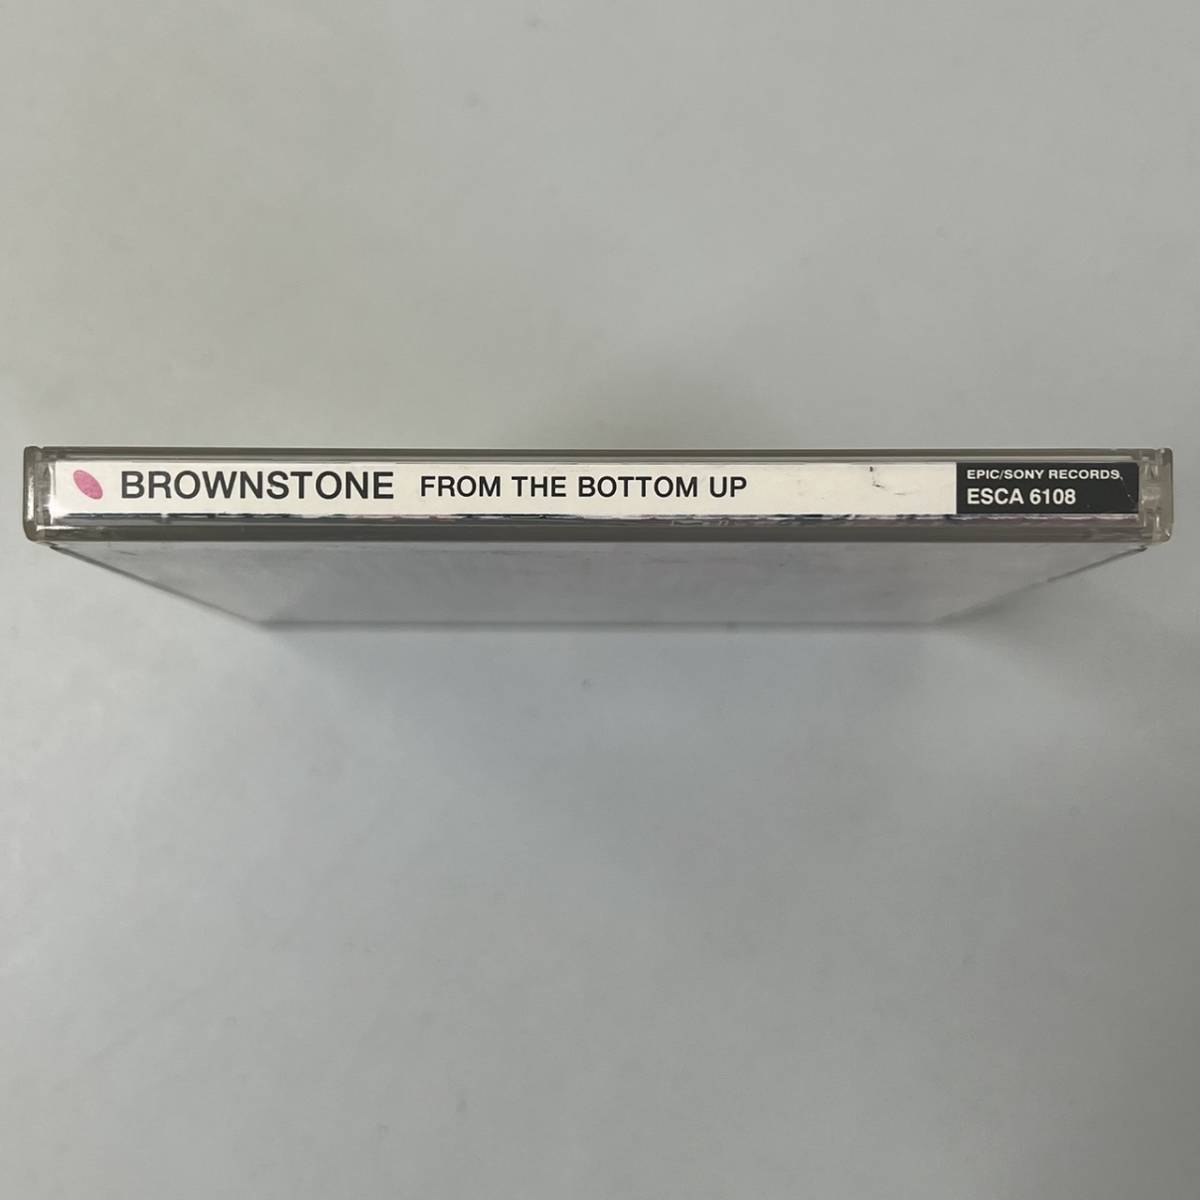 BROWNSTONE FROM THE BOTTOM UP
EPIC/SONY RECORDS
ESCA 6108